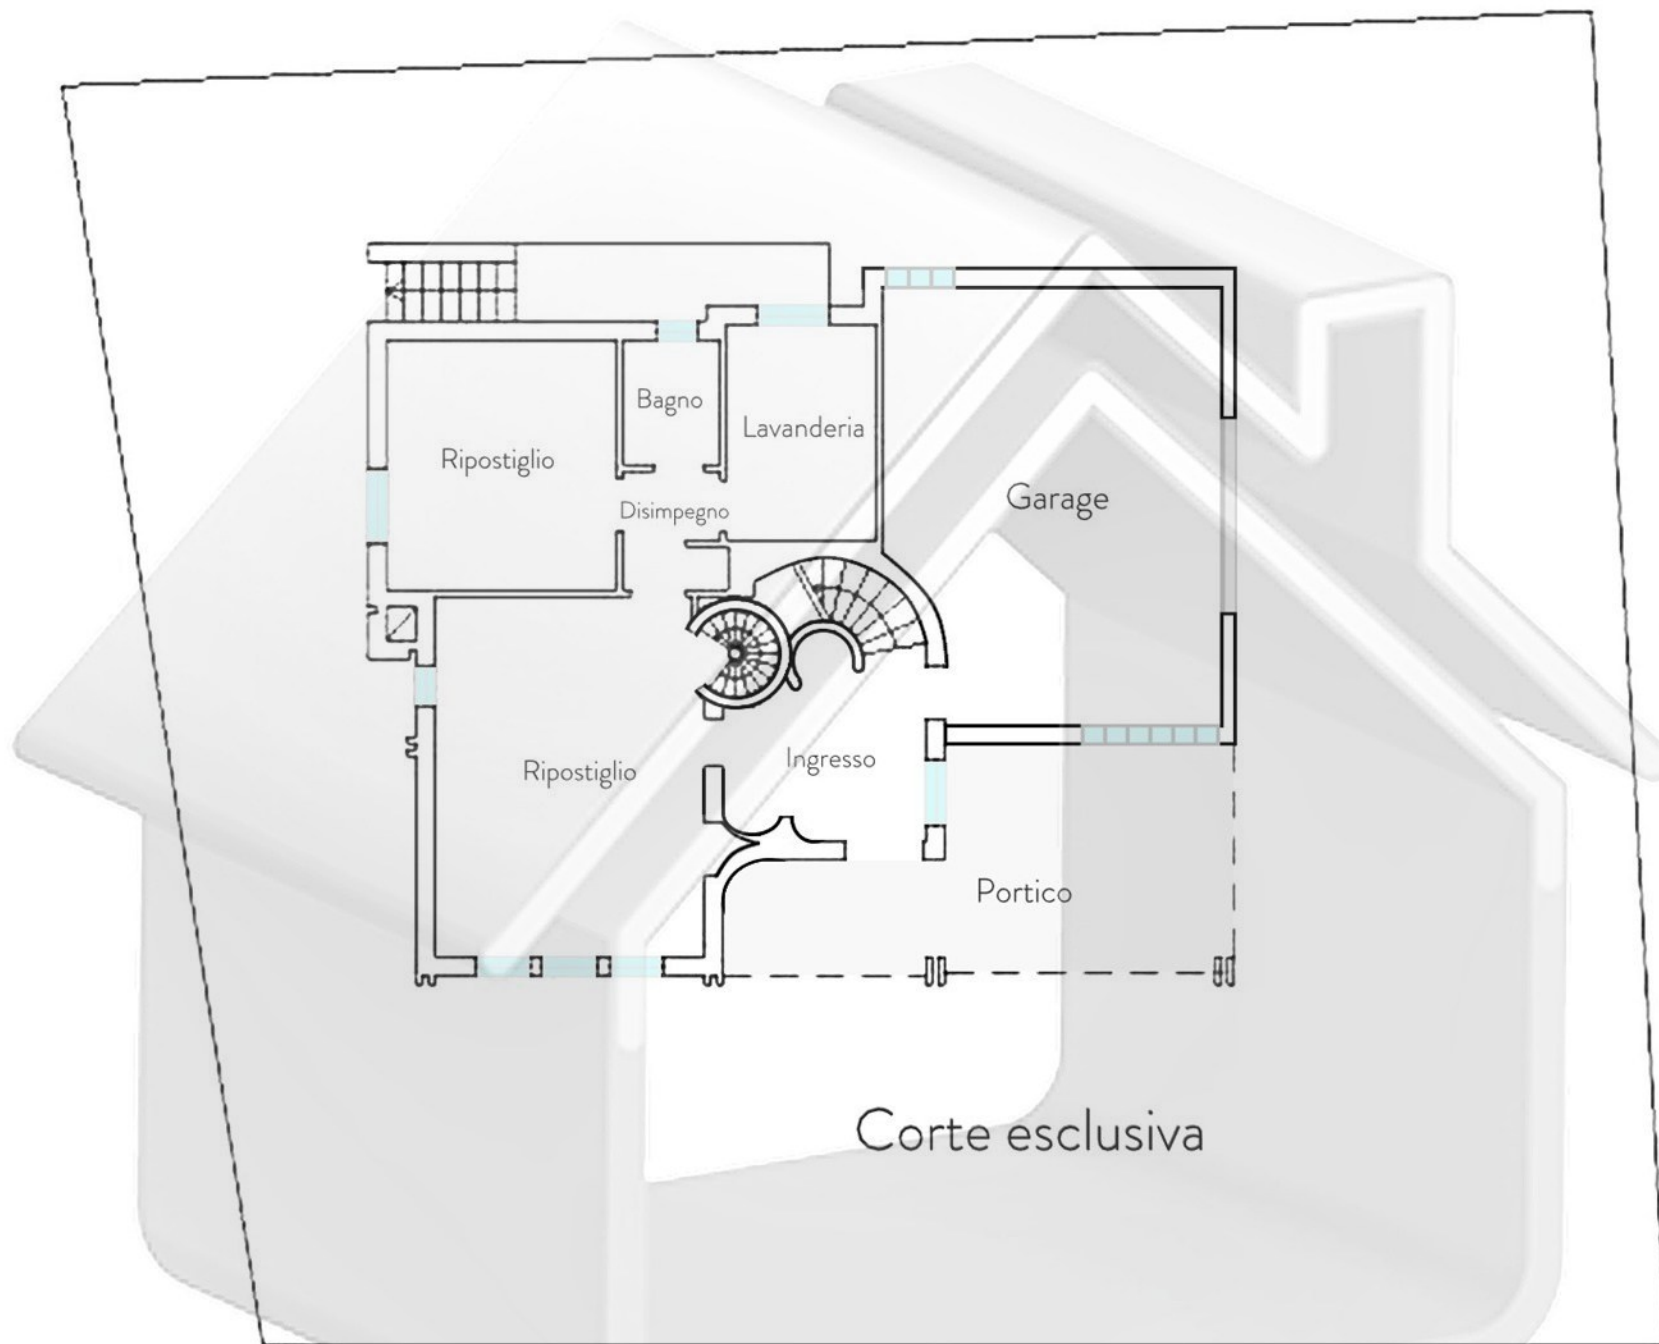 Bagno
Lavanderia
Ripostiglio
Garage
Disimpegno
Ingresso
Ripostiglio
Portico
Corte esclusiva